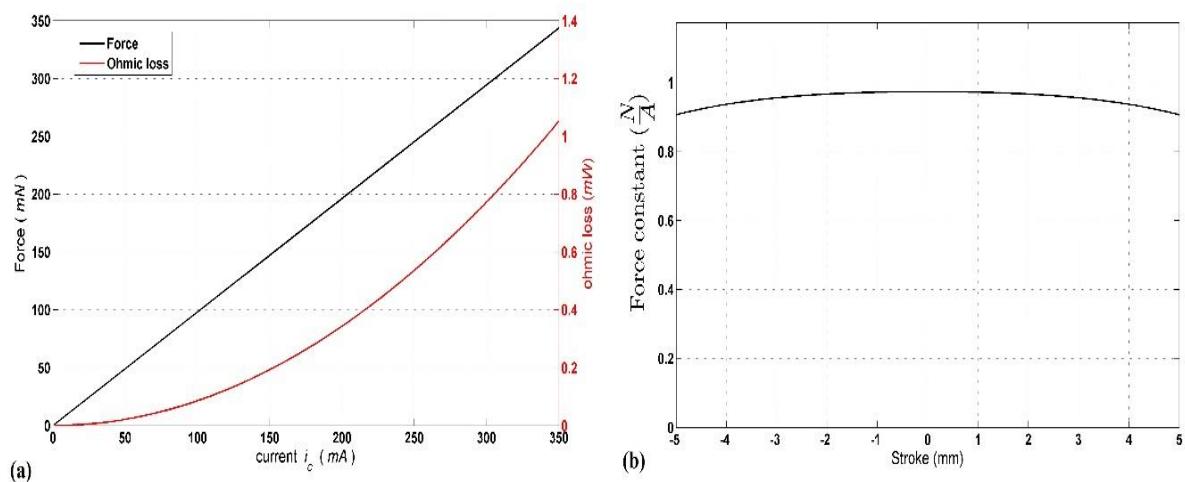 350
300
250
200
150
100
50
0
Force ( mN )
Force
Ohmic loss
1.4
1.2
1
0.8
0.6
0.4
0.2
0
ohmic loss (mW)
0 50 100 150 200 250 300 350
current i_c ( mA )
(a)
1
0.8
0.6
0.4
0.2
0
Force constant (N/A)
-5 -4 -3 -2 -1 0 1 2 3 4 5
Stroke (mm)
(b)